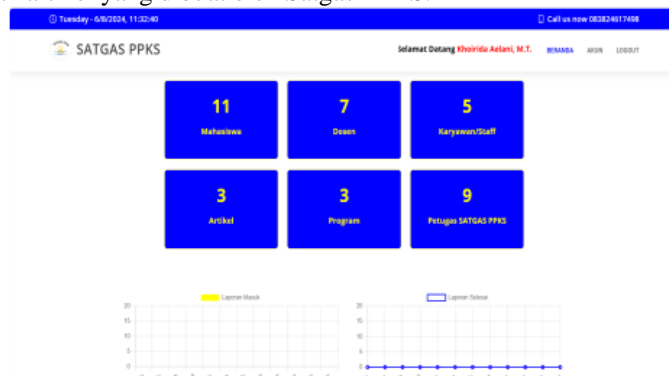 Satgas PPKS.
Tuesday - 6/8/2024, 11:32:40
Call us now 083824617498
SATGAS PPKS
Selamat Datang Khoirida Aelani, M.T.
BERANDA AKUN LOGOUT
11
Mahasiswa
7
Dosen
5
Karyawan/Staff
3
Artikel
3
Program
9
Petugas SATGAS PPKS
Laporan Masuk
20
15
10
5
0
Laporan Selesai
20
15
10
5
0